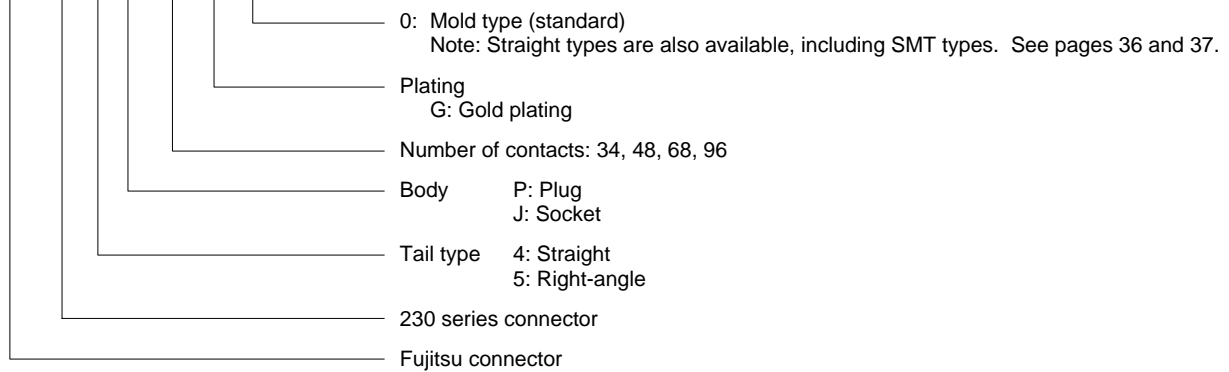 0: Mold type (standard)
Note: Straight types are also available, including SMT types. See pages 36 and 37.
Plating
G: Gold plating
Number of contacts: 34, 48, 68, 96
Body P: Plug
J: Socket
Tail type 4: Straight
5: Right-angle
230 series connector
Fujitsu connector